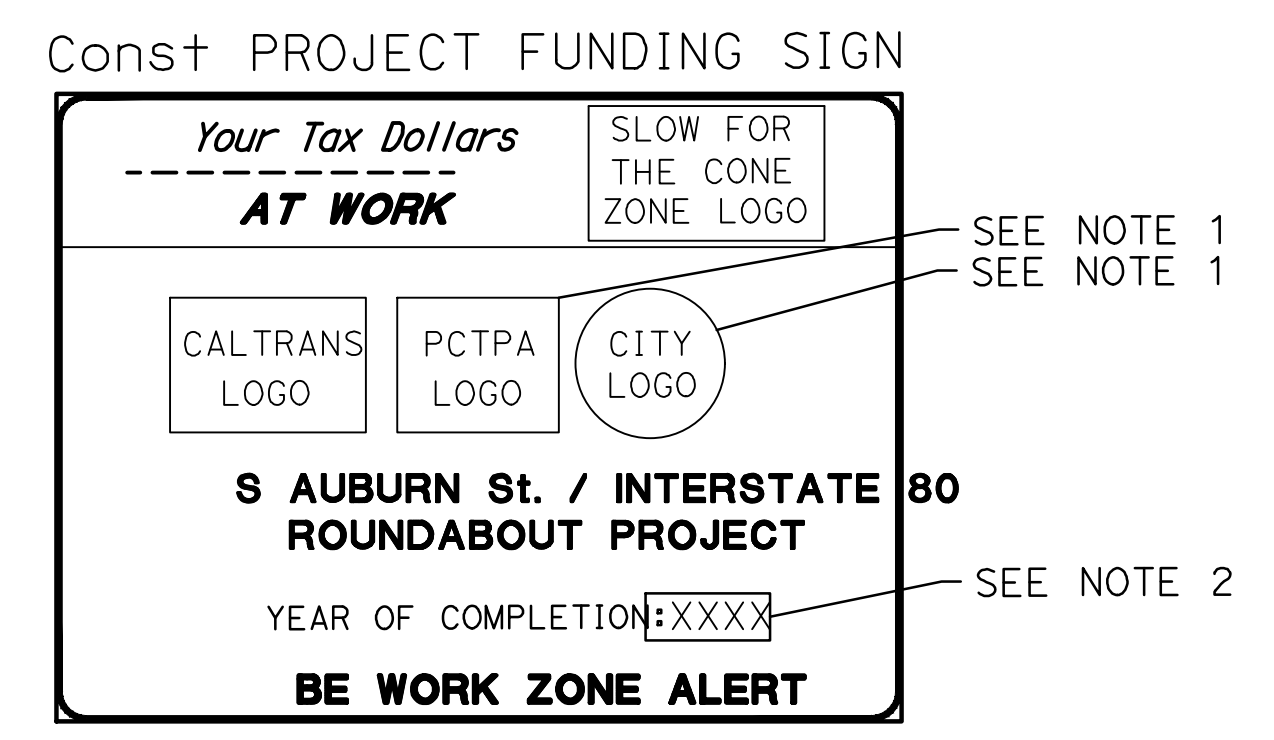 Const PROJECT FUNDING SIGN
Your Tax Dollars
AT WORK
SLOW FOR
THE CONE
ZONE LOGO
SEE NOTE 1
SEE NOTE 1
CALTRANS
LOGO
PCTPA
LOGO
CITY
LOGO
S AUBURN St. / INTERSTATE 80
ROUNDABOUT PROJECT
YEAR OF COMPLETION:XXXX
SEE NOTE 2
BE WORK ZONE ALERT